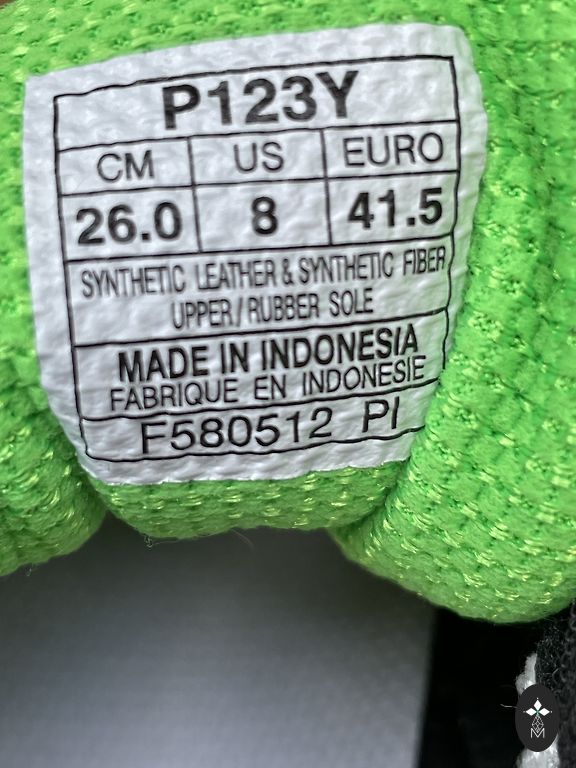 P123Y
CM US EURO
26.0 8 41.5
SYNTHETIC LEATHER & SYNTHETIC FIBER
UPPER/RUBBER SOLE
MADE IN INDONESIA
FABRIQUE EN INDONESIE
F580512 PI
M